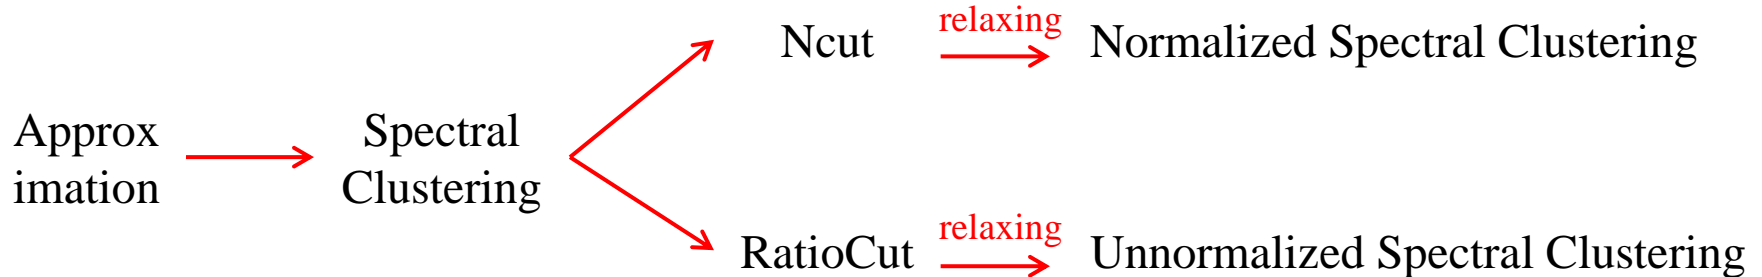 Ncut
relaxing
Normalized Spectral Clustering
Approx
imation
Spectral
Clustering
RatioCut
relaxing
Unnormalized Spectral Clustering